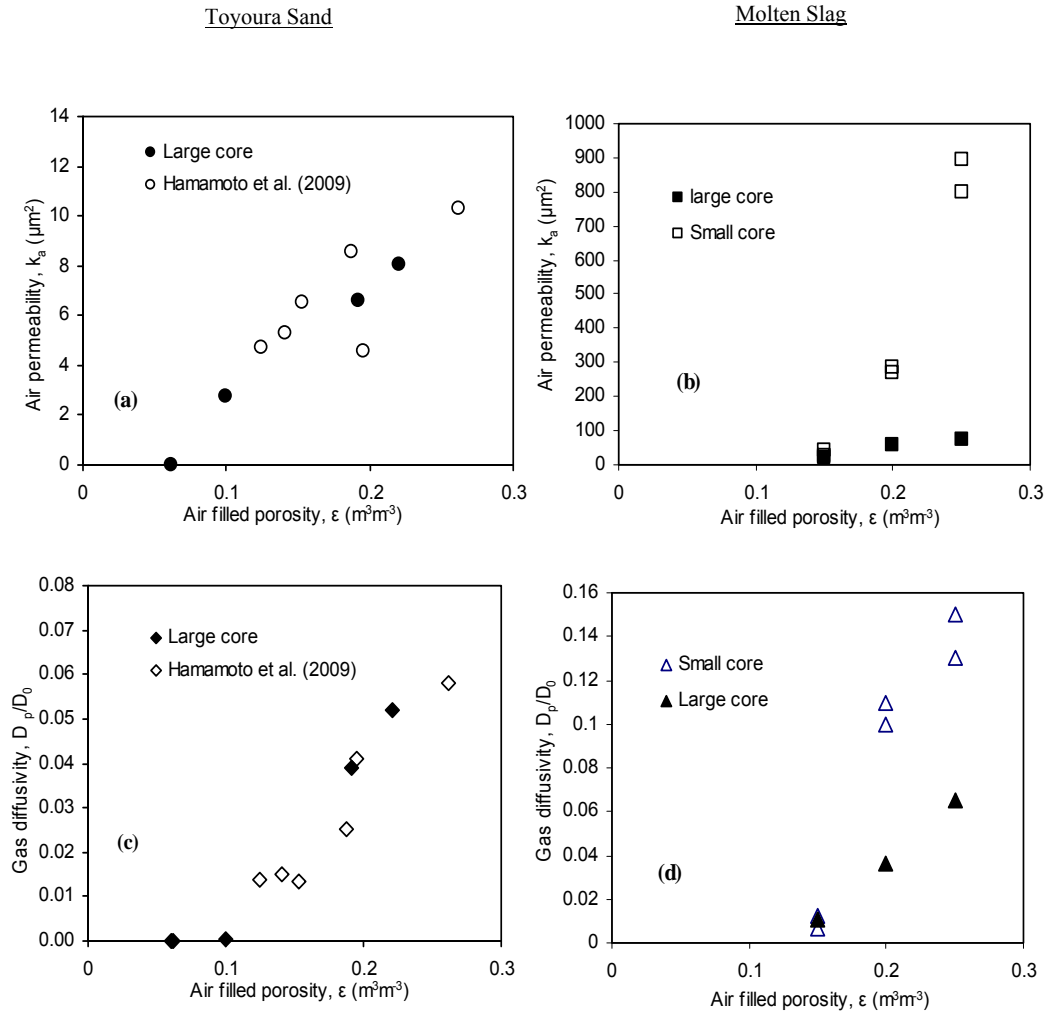 Toyoura Sand
Molten Slag
14
12
10
8
6
4
2
0
Air permeability, kₐ (μm²)
Large core
Hamamoto et al. (2009)
(a)
0 0.1 0.2 0.3
Air filled porosity, ε (m³m⁻³)
1000
900
800
700
600
500
400
300
200
100
0
Air permeability, kₐ (μm²)
large core
Small core
(b)
0 0.1 0.2 0.3
Air filled porosity, ε (m³m⁻³)
0.08
0.07
0.06
0.05
0.04
0.03
0.02
0.01
0.00
Gas diffusivity, Dₚ/D₀
Large core
Hamamoto et al. (2009)
(c)
0 0.1 0.2 0.3
Air filled porosity, ε (m³m⁻³)
0.16
0.14
0.12
0.1
0.08
0.06
0.04
0.02
0
Gas diffusivity, Dₚ/D₀
Small core
Large core
(d)
0 0.1 0.2 0.3
Air filled porosity, ε (m³m⁻³)